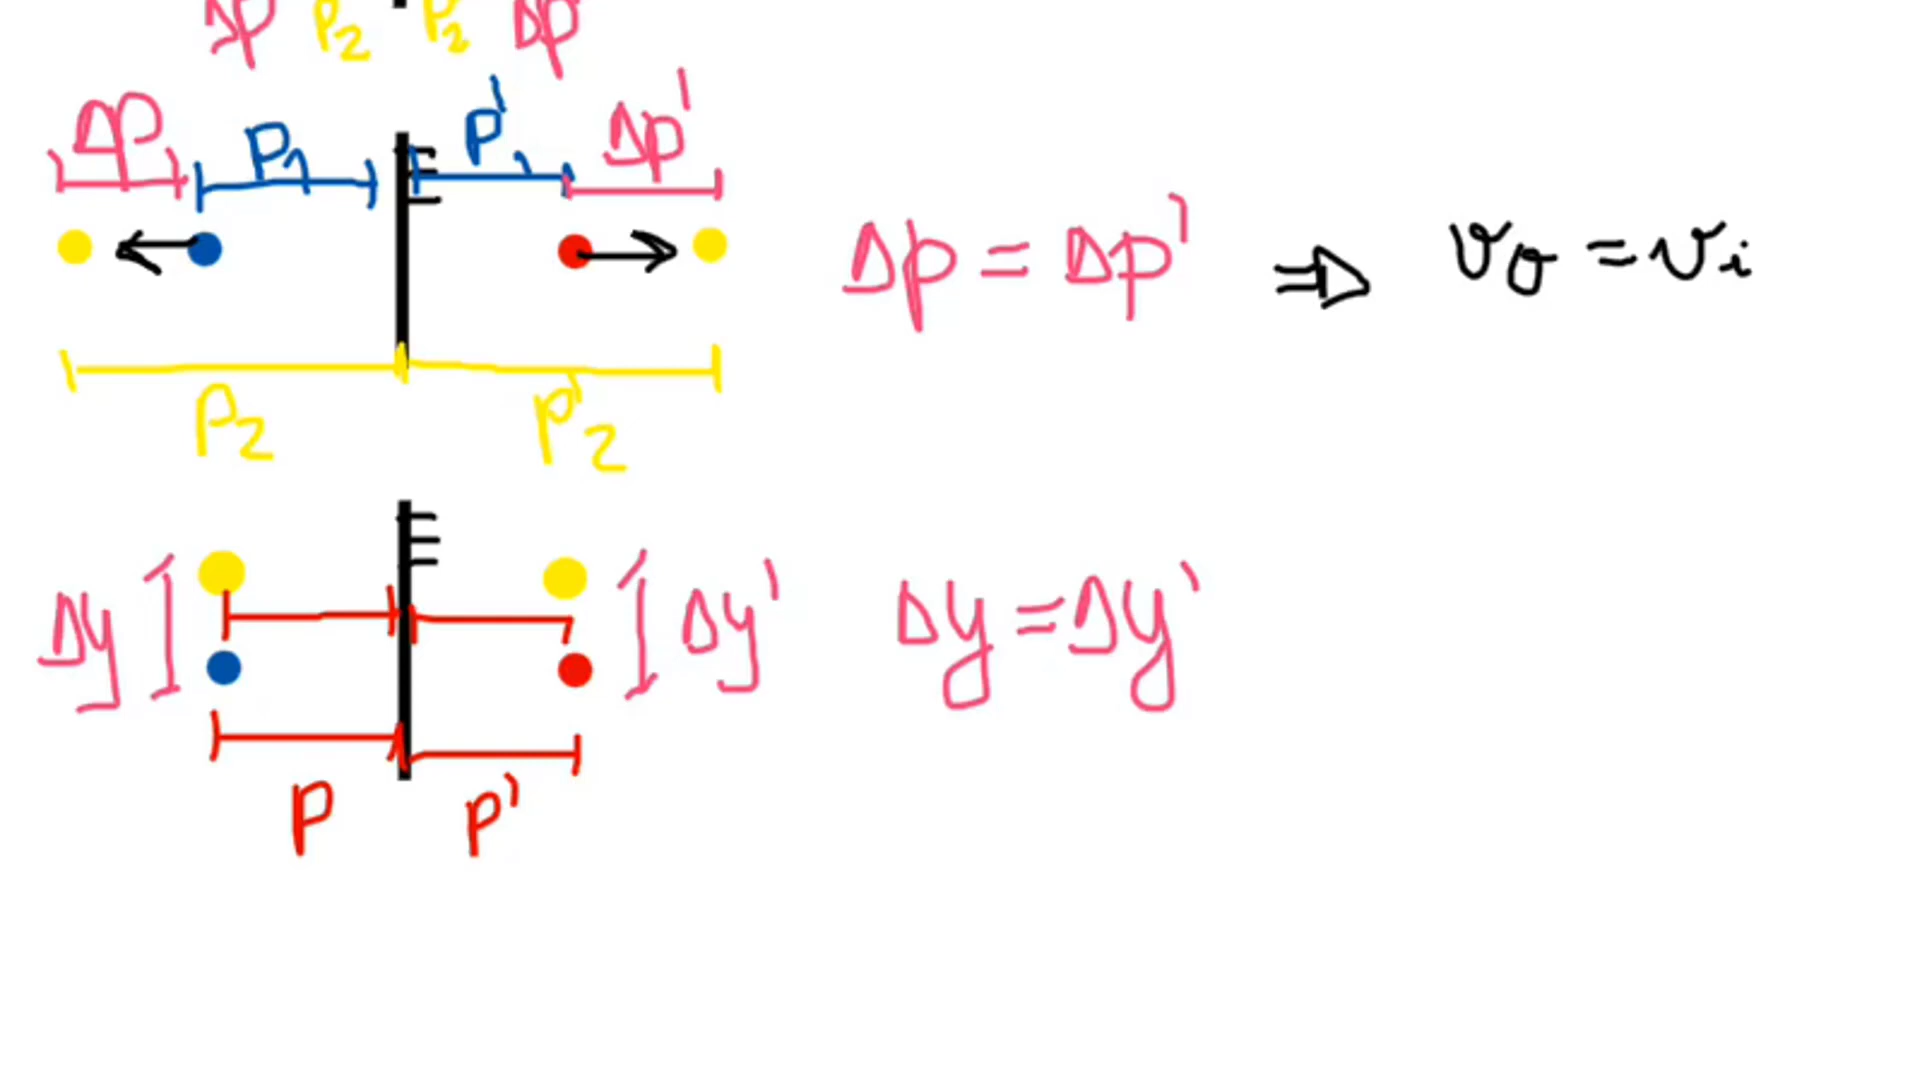 Δp P₂ P₂ Δp
Δp P₁ P'₁ Δp'
Δp = Δp' ⇒ v₀ = vᵢ
P₂ P'₂
Δy Δy' Δy = Δy'
P P'